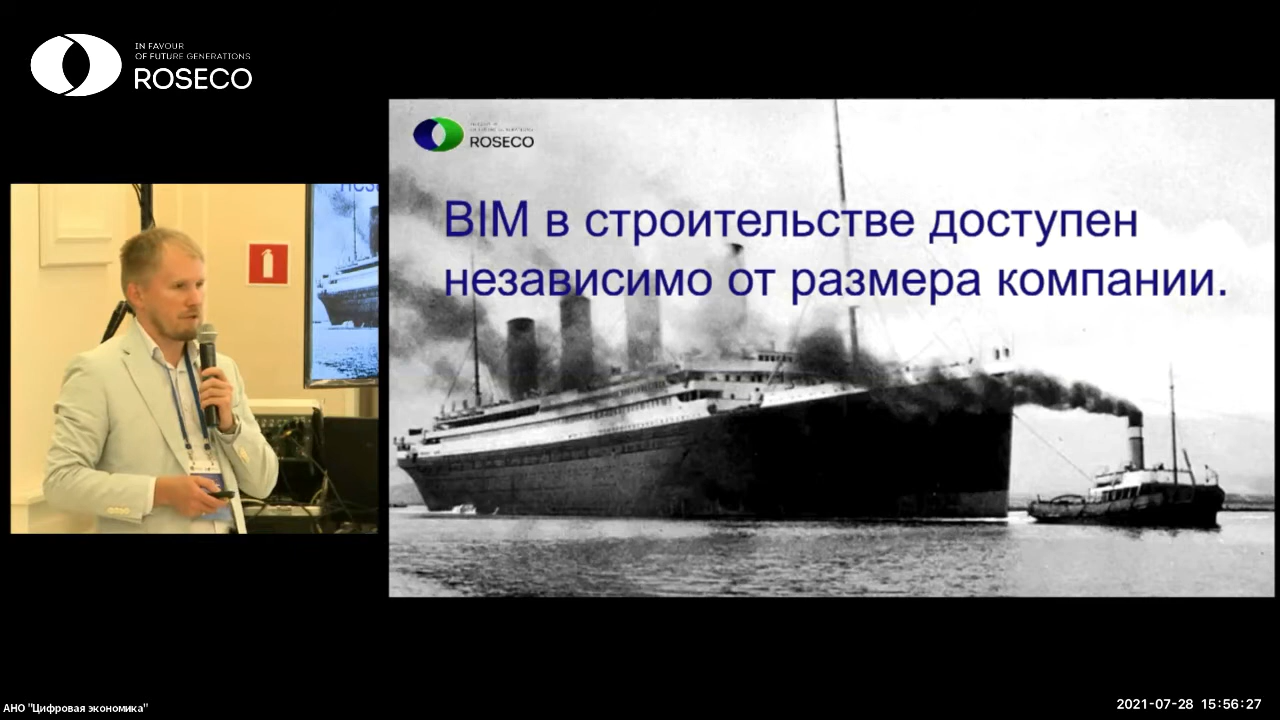 IN FAVOUR
OF FUTURE GENERATIONS
ROSECO
ROSECO
BIM в строительстве доступен
независимо от размера компании.
АНО "Цифровая экономика"
2021-07-28 15:56:27